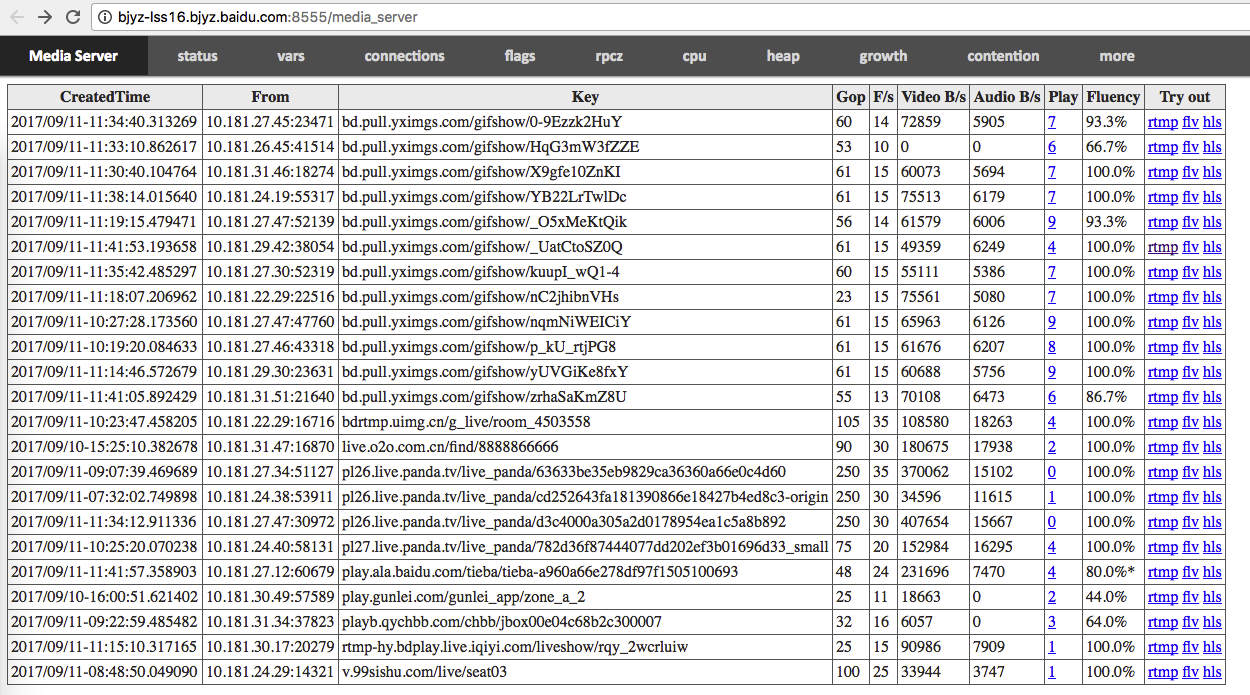 bjyz-lss16.bjyz.baidu.com:8555/media_server
Media Server status vars connections flags rpcz cpu heap growth contention more
CreatedTime From Key Gop F/s Video B/s Audio B/s Play Fluency Try out
2017/09/11-11:34:40.313269 10.181.27.45:23471 bd.pull.yximgs.com/gifshow/0-9Ezzk2HuY 60 14 72859 5905 7 93.3% rtmp flv hls
2017/09/11-11:33:10.862617 10.181.26.45:41514 bd.pull.yximgs.com/gifshow/HqG3mW3fZZE 53 10 0 0 6 66.7% rtmp flv hls
2017/09/11-11:30:40.104764 10.181.31.46:18274 bd.pull.yximgs.com/gifshow/X9gfe10ZnKI 61 15 60073 5694 7 100.0% rtmp flv hls
2017/09/11-11:38:14.015640 10.181.24.19:55317 bd.pull.yximgs.com/gifshow/YB22LrTwlDc 61 15 75513 6179 7 100.0% rtmp flv hls
2017/09/11-11:19:15.479471 10.181.27.47:52139 bd.pull.yximgs.com/gifshow/_O5xMeKtQik 56 14 61579 6006 9 93.3% rtmp flv hls
2017/09/11-11:41:53.193658 10.181.29.42:38054 bd.pull.yximgs.com/gifshow/_UatCtoSZ0Q 61 15 49359 6249 4 100.0% rtmp flv hls
2017/09/11-11:35:42.485297 10.181.27.30:52319 bd.pull.yximgs.com/gifshow/kuupI_wQ1-4 60 15 55111 5386 7 100.0% rtmp flv hls
2017/09/11-11:18:07.206962 10.181.22.29:22516 bd.pull.yximgs.com/gifshow/nC2jhibnVHs 23 15 75561 5080 7 100.0% rtmp flv hls
2017/09/11-10:27:28.173560 10.181.27.47:47760 bd.pull.yximgs.com/gifshow/nqmNiWEICiY 61 15 65963 6126 9 100.0% rtmp flv hls
2017/09/11-10:19:20.084633 10.181.27.46:43318 bd.pull.yximgs.com/gifshow/p_kU_rtjPG8 61 15 61676 6207 8 100.0% rtmp flv hls
2017/09/11-11:14:46.572679 10.181.29.30:23631 bd.pull.yximgs.com/gifshow/yUVGiKe8fxY 61 15 60688 5756 9 100.0% rtmp flv hls
2017/09/11-11:41:05.892429 10.181.31.51:21640 bd.pull.yximgs.com/gifshow/zrhaSaKmZ8U 55 13 70108 6473 6 86.7% rtmp flv hls
2017/09/11-10:23:47.458205 10.181.22.29:16716 bdrtmp.uimg.cn/g_live/room_4503558 105 35 108580 18263 4 100.0% rtmp flv hls
2017/09/10-15:25:10.382678 10.181.31.47:16870 live.o2o.com.cn/find/8888866666 90 30 180675 17938 2 100.0% rtmp flv hls
2017/09/11-09:07:39.469689 10.181.27.34:51127 pl26.live.panda.tv/live_panda/63633be35eb9829ca36360a66e0c4d60 250 35 370062 15102 0 100.0% rtmp flv hls
2017/09/11-07:32:02.749898 10.181.24.38:53911 pl26.live.panda.tv/live_panda/cd252643fa181390866e18427b4ed8c3-origin 250 30 34596 11615 1 100.0% rtmp flv hls
2017/09/11-11:34:12.911336 10.181.27.47:30972 pl26.live.panda.tv/live_panda/d3c4000a305a2d0178954ea1c5a8b892 250 30 407654 15667 0 100.0% rtmp flv hls
2017/09/11-10:25:20.070238 10.181.24.40:58131 pl27.live.panda.tv/live_panda/782d36f87444077dd202ef3b01696d33_small 75 20 152984 16295 4 100.0% rtmp flv hls
2017/09/11-11:41:57.358903 10.181.27.12:60679 play.ala.baidu.com/tieba/tieba-a960a66e278df97f1505100693 48 24 231696 7470 4 80.0%* rtmp flv hls
2017/09/10-16:00:51.621402 10.181.30.49:57589 play.gunlei.com/gunlei_app/zone_a_2 25 11 18663 0 2 44.0% rtmp flv hls
2017/09/11-09:22:59.485482 10.181.31.34:37823 playb.qychbb.com/chbb/jbox00e04c68b2c300007 32 16 6057 0 3 64.0% rtmp flv hls
2017/09/11-11:15:10.317165 10.181.30.17:20279 rtmp-hy.bdplay.live.iqiyi.com/liveshow/rqy_2wcrluiw 25 15 90986 7909 1 100.0% rtmp flv hls
2017/09/11-08:48:50.049090 10.181.24.29:14321 v.99sishu.com/live/seat03 100 25 33944 3747 1 100.0% rtmp flv hls